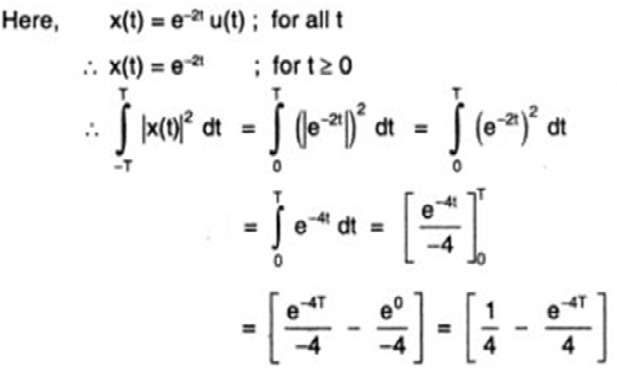 Here, x(t) = e⁻²ᵗ u(t) ; for all t
∴ x(t) = e⁻²ᵗ ; for t ≥ 0
∴ ∫_{-T}^{T} |x(t)|² dt = ∫_{0}^{T} (|e⁻²ᵗ|)² dt = ∫_{0}^{T} (e⁻²ᵗ)² dt
= ∫_{0}^{T} e⁻⁴ᵗ dt = [e⁻⁴ᵗ / -4]_{0}^{T}
= [e^{-4T} / -4 - e⁰ / -4] = [1/4 - e^{-4T} / 4]